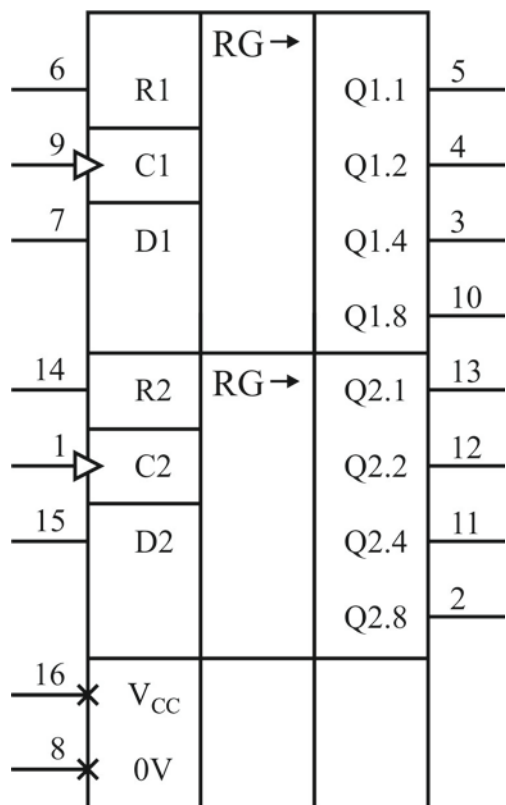 RG→
6 R1 Q1.1 5
9 C1 Q1.2 4
7 D1 Q1.4 3
Q1.8 10
RG→
14 R2 Q2.1 13
1 C2 Q2.2 12
15 D2 Q2.4 11
Q2.8 2
16 VCC
8 0V